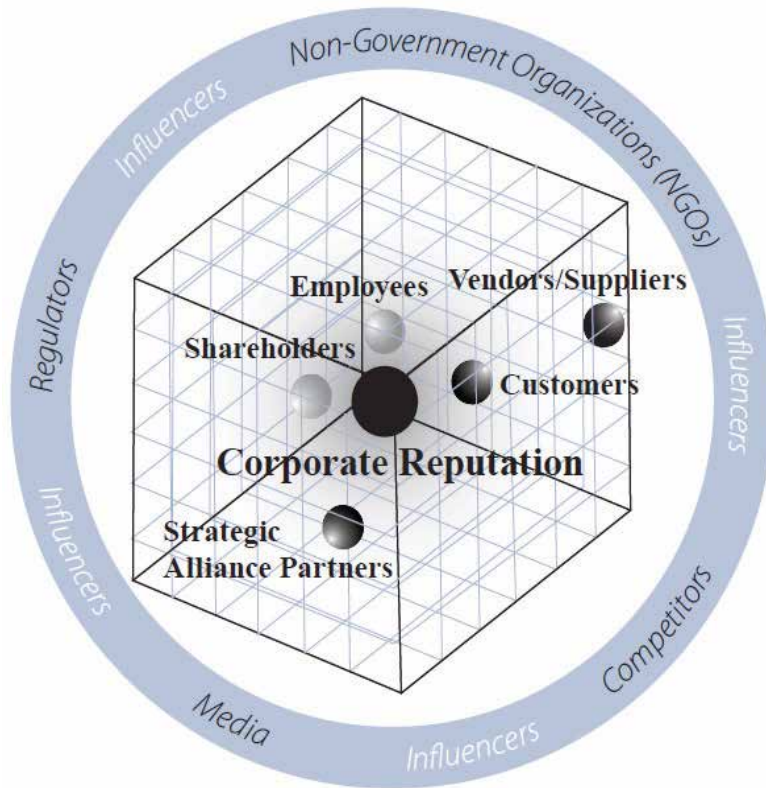 Non-Government Organizations (NGOs)
Influencers
Influencers
Regulators
Employees
Vendors/Suppliers
Shareholders
Customers
Corporate Reputation
Strategic
Alliance Partners
Influencers
Competitors
Media
Influencers